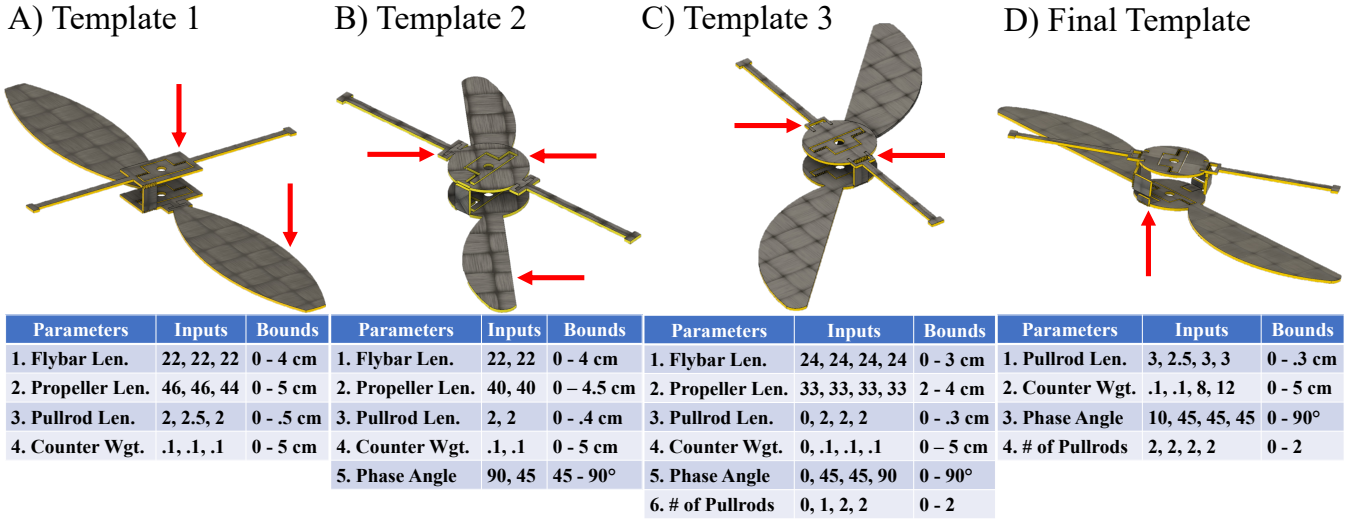 A) Template 1
B) Template 2
C) Template 3
D) Final Template
Parameters Inputs Bounds
1. Flybar Len. 22, 22, 22 0 - 4 cm
2. Propeller Len. 46, 46, 44 0 - 5 cm
3. Pullrod Len. 2, 2.5, 2 0 - .5 cm
4. Counter Wgt. .1, .1, .1 0 - 5 cm
Parameters Inputs Bounds
1. Flybar Len. 22, 22 0 - 4 cm
2. Propeller Len. 40, 40 0 – 4.5 cm
3. Pullrod Len. 2, 2 0 - .4 cm
4. Counter Wgt. .1, .1 0 - 5 cm
5. Phase Angle 90, 45 45 - 90°
Parameters Inputs Bounds
1. Flybar Len. 24, 24, 24, 24 0 - 3 cm
2. Propeller Len. 33, 33, 33, 33 2 - 4 cm
3. Pullrod Len. 0, 2, 2, 2 0 - .3 cm
4. Counter Wgt. 0, .1, .1, .1 0 – 5 cm
5. Phase Angle 0, 45, 45, 90 0 - 90°
6. # of Pullrods 0, 1, 2, 2 0 - 2
Parameters Inputs Bounds
1. Pullrod Len. 3, 2.5, 3, 3 0 - .3 cm
2. Counter Wgt. .1, .1, 8, 12 0 - 5 cm
3. Phase Angle 10, 45, 45, 45 0 - 90°
4. # of Pullrods 2, 2, 2, 2 0 - 2